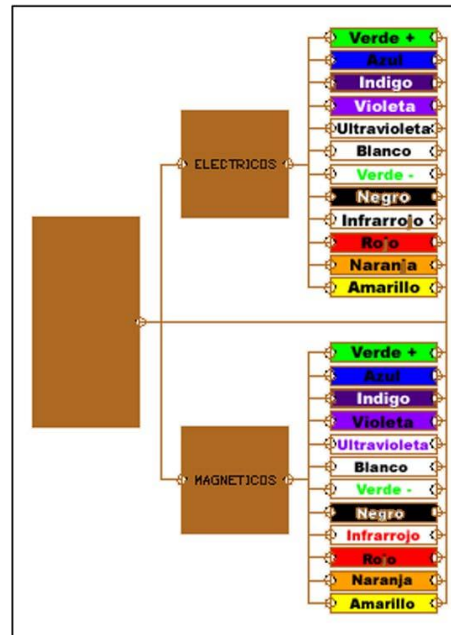 Verde +
Azul
Indigo
Violeta
ELECTRICOS
Ultravioleta
Blanco
Verde -
Negro
Infrarrojo
Rojo
Naranja
Amarillo
Verde +
Azul
Indigo
Violeta
Ultravioleta
Blanco
MAGNETICOS
Verde -
Negro
Infrarrojo
Rojo
Naranja
Amarillo